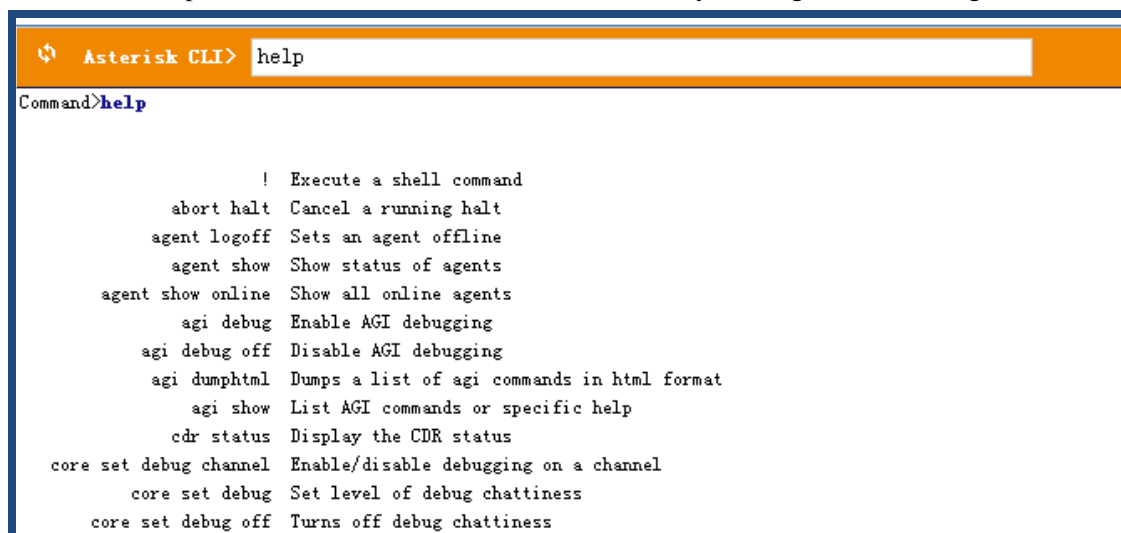 Asterisk CLI> help
Command>help
! Execute a shell command
abort halt Cancel a running halt
agent logoff Sets an agent offline
agent show Show status of agents
agent show online Show all online agents
agi debug Enable AGI debugging
agi debug off Disable AGI debugging
agi dumphtml Dumps a list of agi commands in html format
agi show List AGI commands or specific help
cdr status Display the CDR status
core set debug channel Enable/disable debugging on a channel
core set debug Set level of debug chattiness
core set debug off Turns off debug chattiness